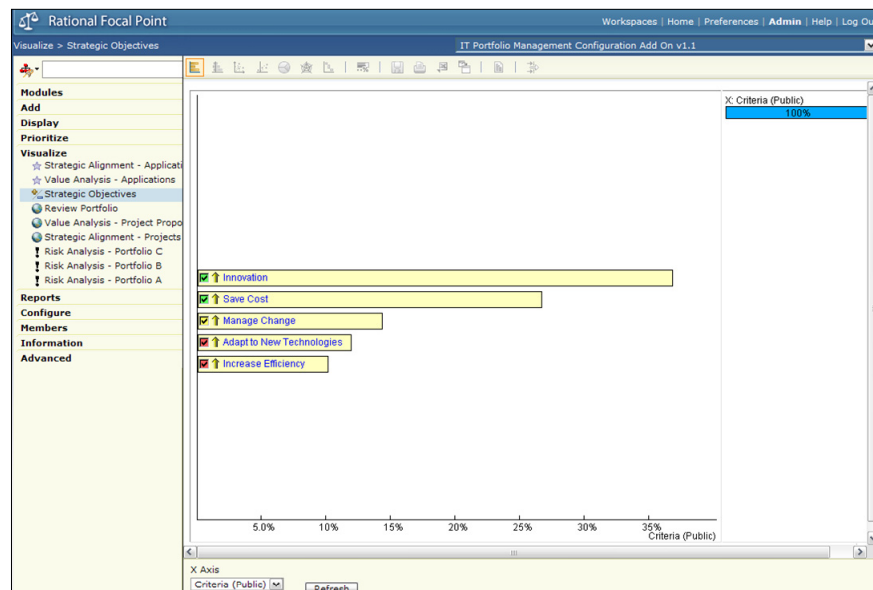 Rational Focal Point
Workspaces | Home | Preferences | Admin | Help | Log Ou
Visualize > Strategic Objectives
IT Portfolio Management Configuration Add On v1.1
Modules
Add
Display
Prioritize
Visualize
Strategic Alignment - Applicati
Value Analysis - Applications
Strategic Objectives
Review Portfolio
Value Analysis - Project Propo
Strategic Alignment - Projects
Risk Analysis - Portfolio C
Risk Analysis - Portfolio B
Risk Analysis - Portfolio A
Reports
Configure
Members
Information
Advanced
X: Criteria (Public)
100%
Innovation
Save Cost
Manage Change
Adapt to New Technologies
Increase Efficiency
5.0% 10% 15% 20% 25% 30% 35%
Criteria (Public)
X Axis
Criteria (Public)
Refresh